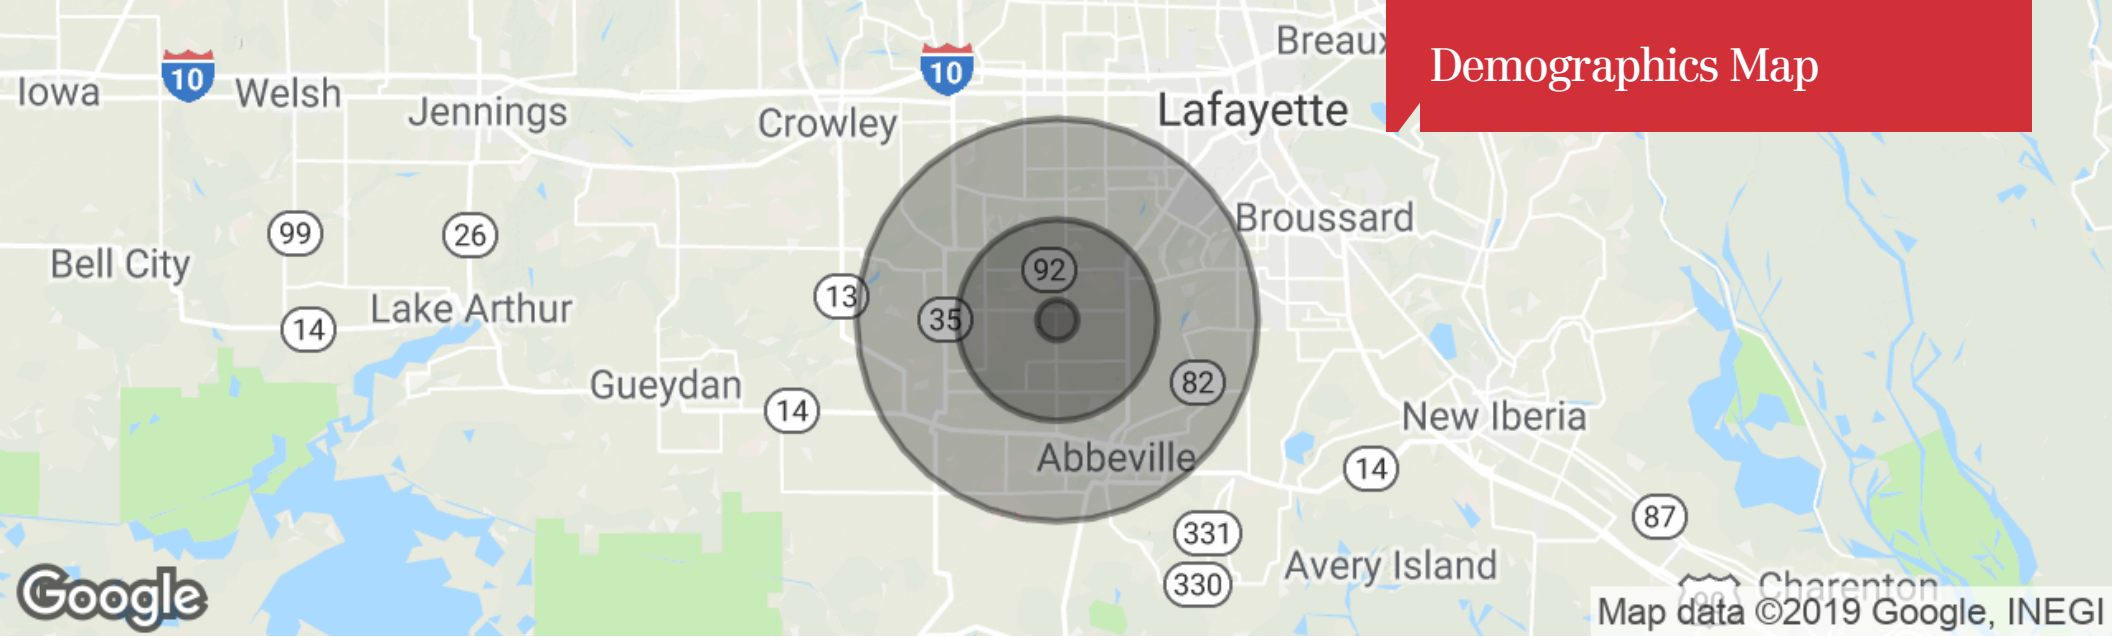 Breaux
Demographics Map
10
10
Iowa
Welsh
Jennings
Crowley
Lafayette
99
26
Broussard
Bell City
92
13
35
Lake Arthur
14
82
Gueydan
14
New Iberia
Abbeville
14
87
331
Avery Island
330
Charenton
90
Google
Map data ©2019 Google, INEGI